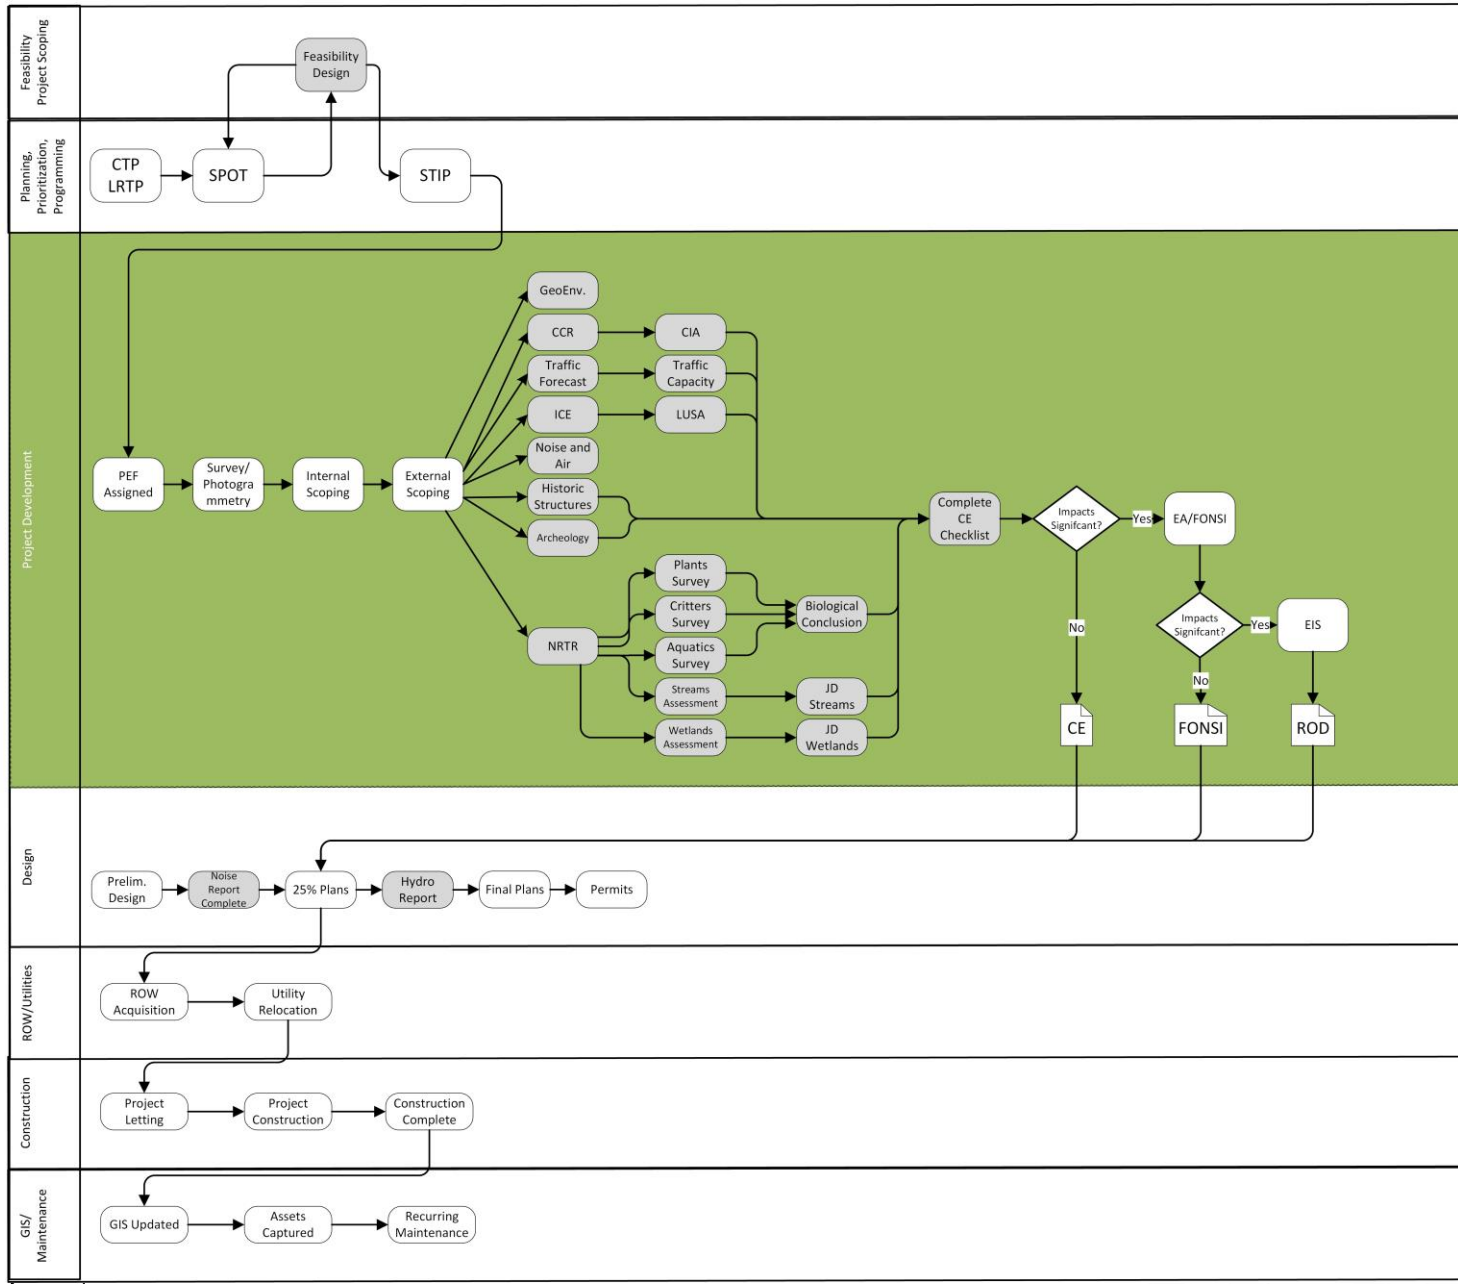 Feasibility
Project Scoping
Feasibility
Design
Planning,
Prioritization,
Programming
CTP
LRTP
SPOT
STIP
Project Development
PEF
Assigned
Survey/
Photogra
mmetry
Internal
Scoping
External
Scoping
GeoEnv.
CCR
CIA
Traffic
Forecast
Traffic
Capacity
ICE
LUSA
Noise and
Air
Historic
Structures
Archeology
NRTR
Plants
Survey
Critters
Survey
Aquatics
Survey
Biological
Conclusion
Streams
Assessment
JD
Streams
Wetlands
Assessment
JD
Wetlands
Complete
CE
Checklist
Impacts
Signifcant?
Yes
EA/FONSI
No
Impacts
Signifcant?
Yes
EIS
No
CE
FONSI
ROD
Design
Prelim.
Design
Noise
Report
Complete
25% Plans
Hydro
Report
Final Plans
Permits
ROW/Utilities
ROW
Acquisition
Utility
Relocation
Construction
Project
Letting
Project
Construction
Construction
Complete
GIS/
Maintenance
GIS Updated
Assets
Captured
Recurring
Maintenance